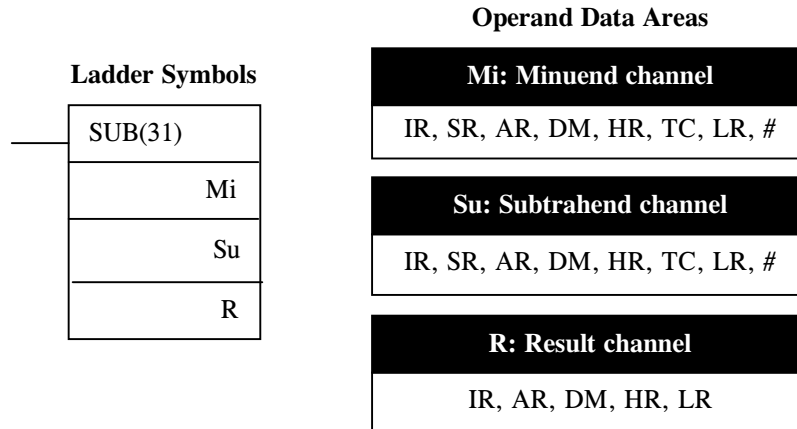 Ladder Symbols
SUB(31)
Mi
Su
R
Operand Data Areas
Mi: Minuend channel
IR, SR, AR, DM, HR, TC, LR, #
Su: Subtrahend channel
IR, SR, AR, DM, HR, TC, LR, #
R: Result channel
IR, AR, DM, HR, LR